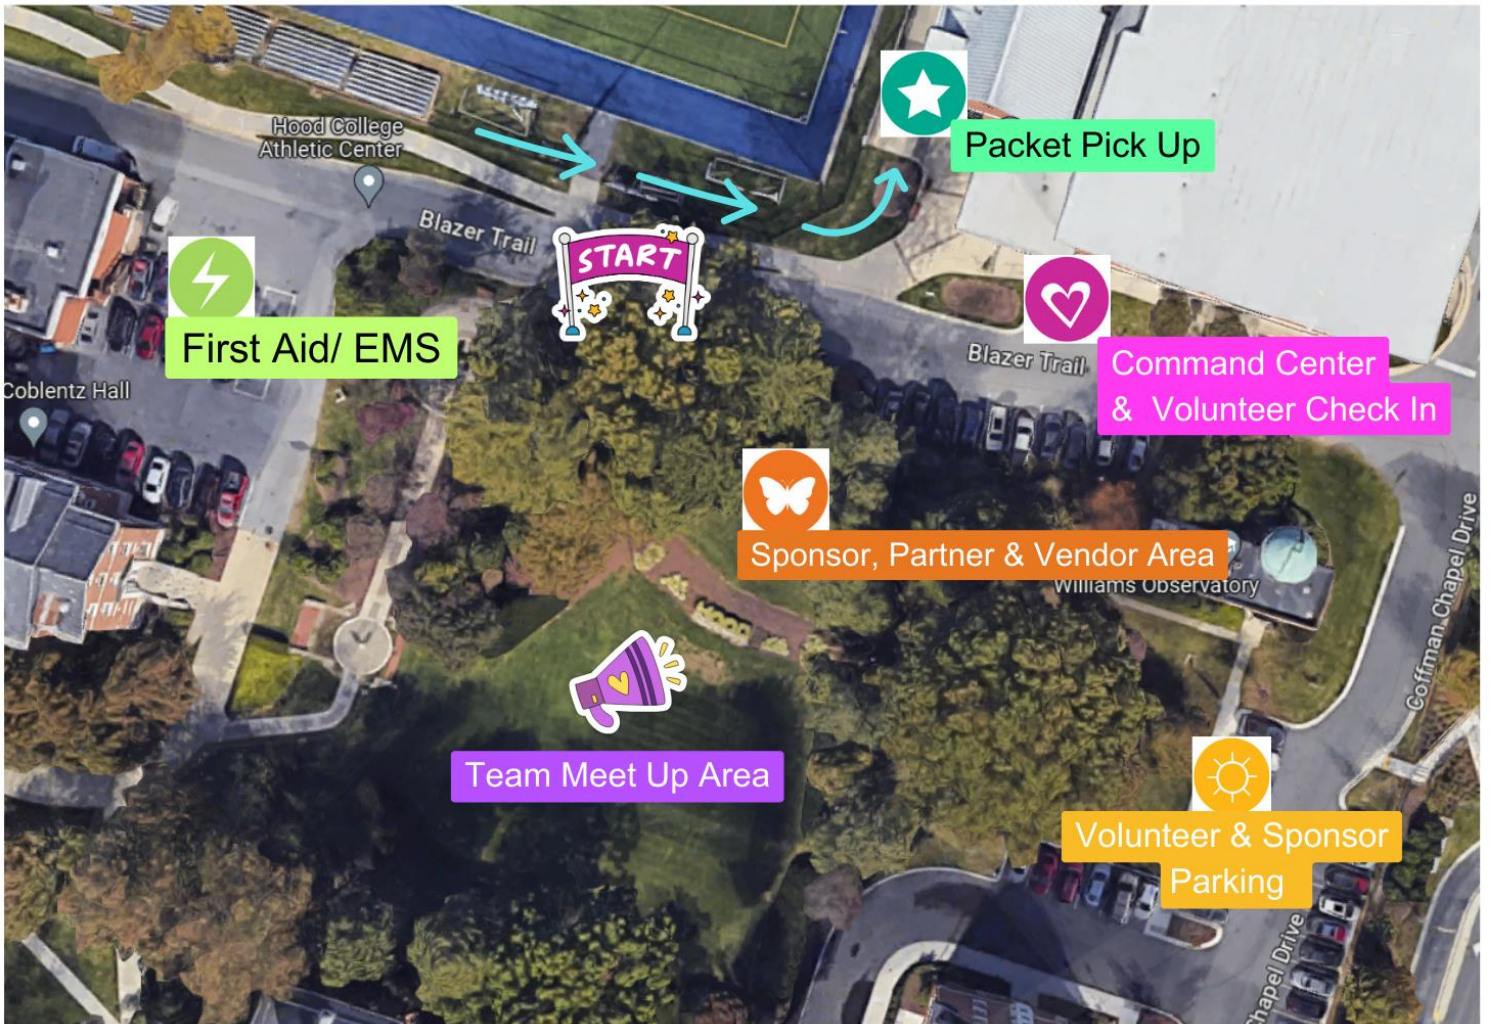 Hood College
Athletic Center
Packet Pick Up
Blazer Trail
START
First Aid/ EMS
Blazer Trail
Command Center
& Volunteer Check In
Coblentz Hall
Sponsor, Partner & Vendor Area
Williams Observatory
HOOD
Coffman Chapel Drive
Team Meet Up Area
Volunteer & Sponsor
Parking
Chapel Drive